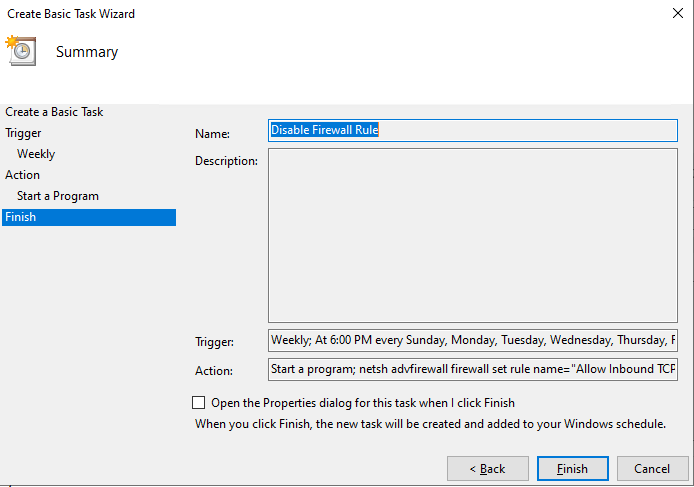 Create Basic Task Wizard
Summary
Create a Basic Task
Trigger
Weekly
Action
Start a Program
Finish
Name:
Disable Firewall Rule
Description:
Trigger:
Weekly; At 6:00 PM every Sunday, Monday, Tuesday, Wednesday, Thursday, F
Action:
Start a program; netsh advfirewall firewall set rule name="Allow Inbound TCP
Open the Properties dialog for this task when I click Finish
When you click Finish, the new task will be created and added to your Windows schedule.
< Back
Finish
Cancel